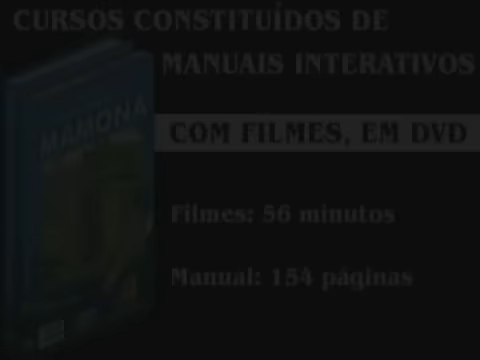 CURSOS CONSTITUÍDOS DE
MANUAIS INTERATIVOS
MAMONA
COM FILMES, EM DVD
Filmes: 56 minutos
Manual: 154 páginas